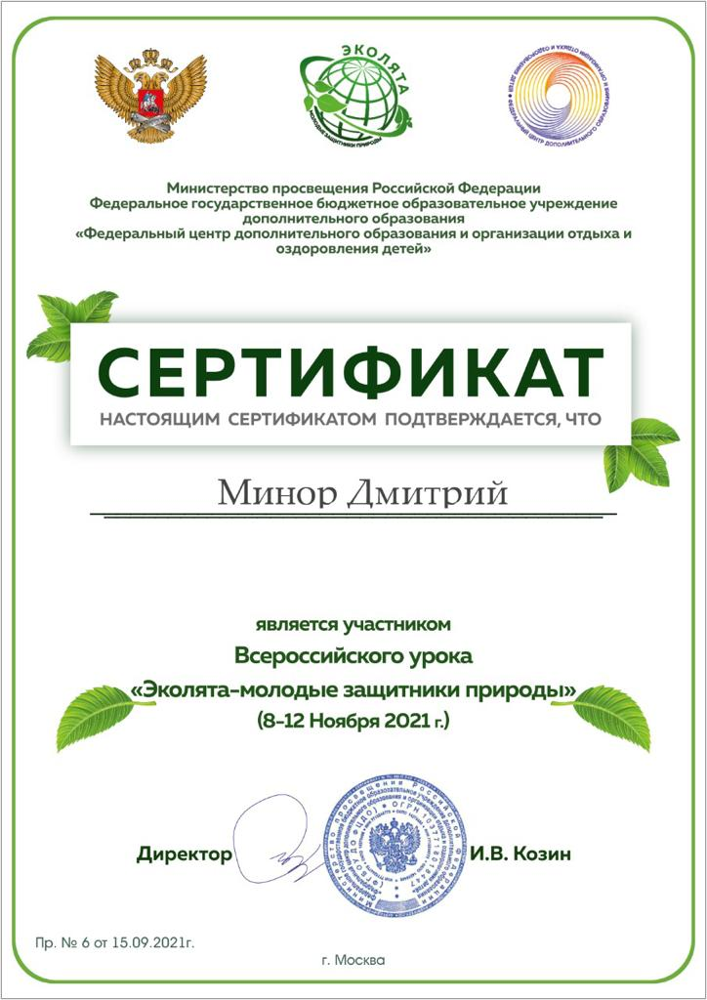 ЭКОЛЯТА
МОЛОДЫЕ ЗАЩИТНИКИ ПРИРОДЫ
ФЕДЕРАЛЬНЫЙ ЦЕНТР ДОПОЛНИТЕЛЬНОГО ОБРАЗОВАНИЯ И ОРГАНИЗАЦИИ ОТДЫХА И ОЗДОРОВЛЕНИЯ ДЕТЕЙ
Министерство просвещения Российской Федерации
Федеральное государственное бюджетное образовательное учреждение
дополнительного образования
«Федеральный центр дополнительного образования и организации отдыха и
оздоровления детей»
СЕРТИФИКАТ
НАСТОЯЩИМ СЕРТИФИКАТОМ ПОДТВЕРЖДАЕТСЯ, ЧТО
Минор Дмитрий
является участником
Всероссийского урока
«Эколята-молодые защитники природы»
(8-12 Ноября 2021 г.)
Директор
И.В. Козин
Пр. № 6 от 15.09.2021г.
г. Москва